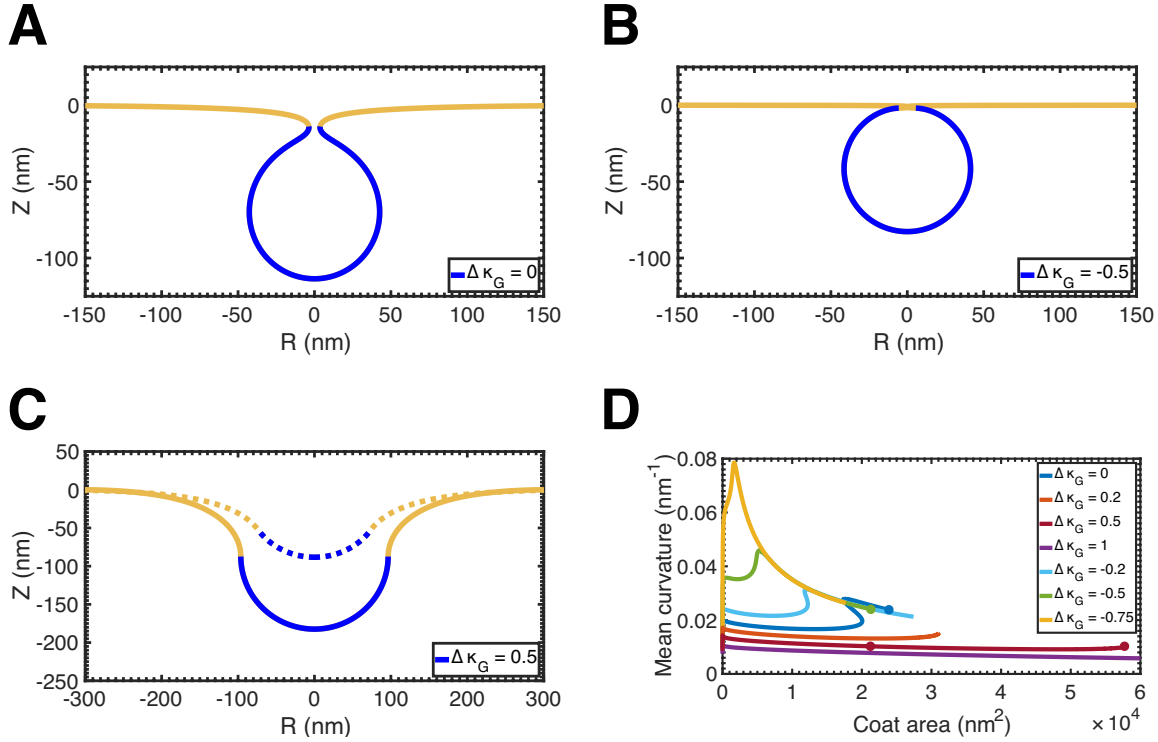 A
B
0
-50
-100
Z (nm)
Δ κG = 0
-150 -100 -50 0 50 100 150
R (nm)
0
-50
-100
Z (nm)
Δ κG = -0.5
-150 -100 -50 0 50 100 150
R (nm)
C
D
50
0
-50
-100
-150
-200
-250
Z (nm)
Δ κG = 0.5
-300 -200 -100 0 100 200 300
R (nm)
0.08
0.06
0.04
0.02
0
Mean curvature (nm-1)
Δ κG = 0
Δ κG = 0.2
Δ κG = 0.5
Δ κG = 1
Δ κG = -0.2
Δ κG = -0.5
Δ κG = -0.75
0 1 2 3 4 5 6
Coat area (nm2)
× 104